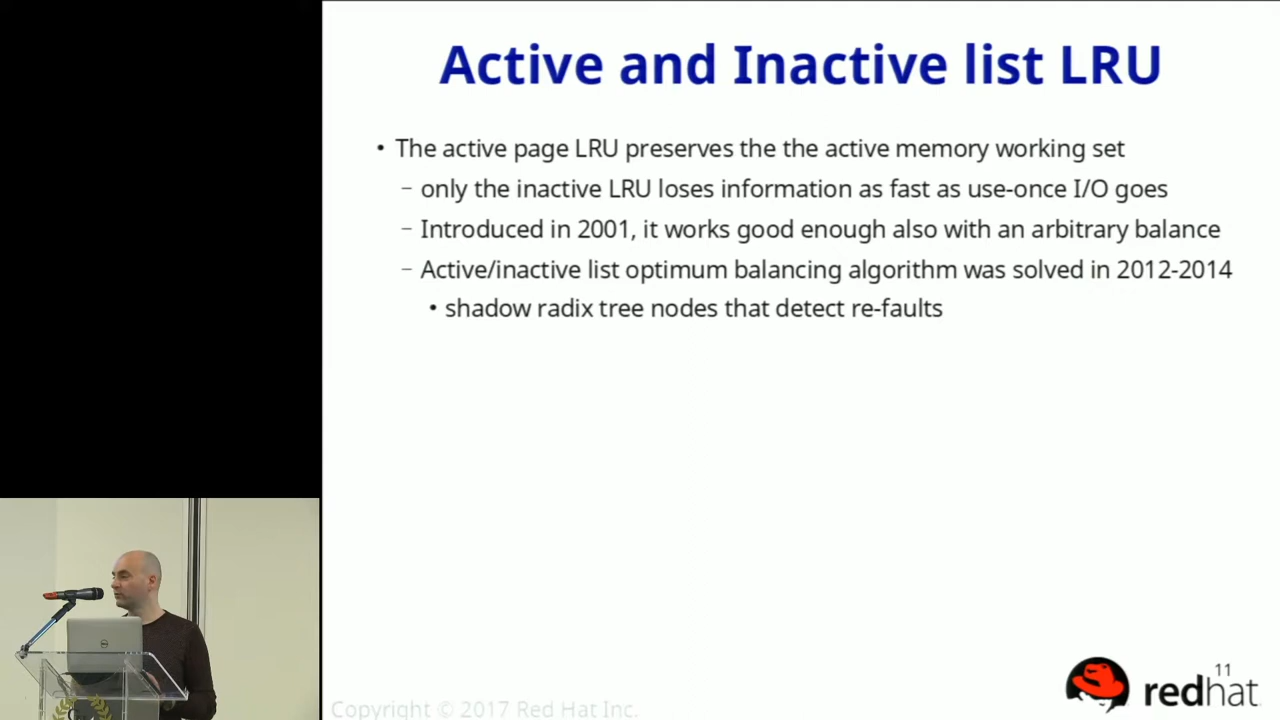 Active and Inactive list LRU
• The active page LRU preserves the the active memory working set
– only the inactive LRU loses information as fast as use-once I/O goes
– Introduced in 2001, it works good enough also with an arbitrary balance
– Active/inactive list optimum balancing algorithm was solved in 2012-2014
• shadow radix tree nodes that detect re-faults
11
redhat.
Copyright © 2017 Red Hat Inc.